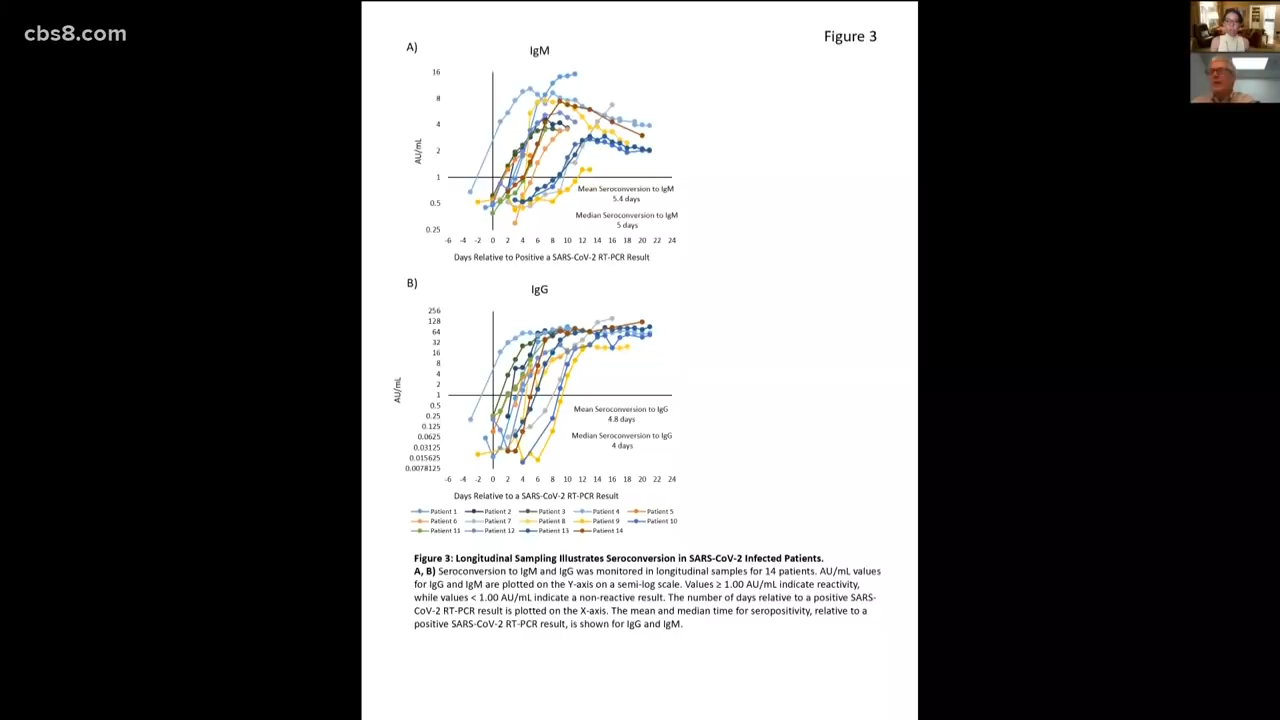 cbs8.com
Figure 3
A)
IgM
16
8
4
2
1
0.5
0.25
AU/mL
Mean Seroconversion to IgM
5.4 days
Median Seroconversion to IgM
5 days
-6 -4 -2 0 2 4 6 8 10 12 14 16 18 20 22 24
Days Relative to Positive a SARS-CoV-2 RT-PCR Result
B)
IgG
256
128
64
32
16
8
4
2
1
0.5
0.25
0.125
0.0625
0.03125
0.015625
0.0078125
AU/mL
Mean Seroconversion to IgG
4.8 days
Median Seroconversion to IgG
4 days
-6 -4 -2 0 2 4 6 8 10 12 14 16 18 20 22 24
Days Relative to a SARS-CoV-2 RT-PCR Result
Patient 1 Patient 2 Patient 3 Patient 4 Patient 5
Patient 6 Patient 7 Patient 8 Patient 9 Patient 10
Patient 11 Patient 12 Patient 13 Patient 14
Figure 3: Longitudinal Sampling Illustrates Seroconversion in SARS-CoV-2 Infected Patients.
A, B) Seroconversion to IgM and IgG was monitored in longitudinal samples for 14 patients. AU/mL values
for IgG and IgM are plotted on the Y-axis on a semi-log scale. Values ≥ 1.00 AU/mL indicate reactivity,
while values < 1.00 AU/mL indicate a non-reactive result. The number of days relative to a positive SARS-
CoV-2 RT-PCR result is plotted on the X-axis. The mean and median time for seropositivity, relative to a
positive SARS-CoV-2 RT-PCR result, is shown for IgG and IgM.